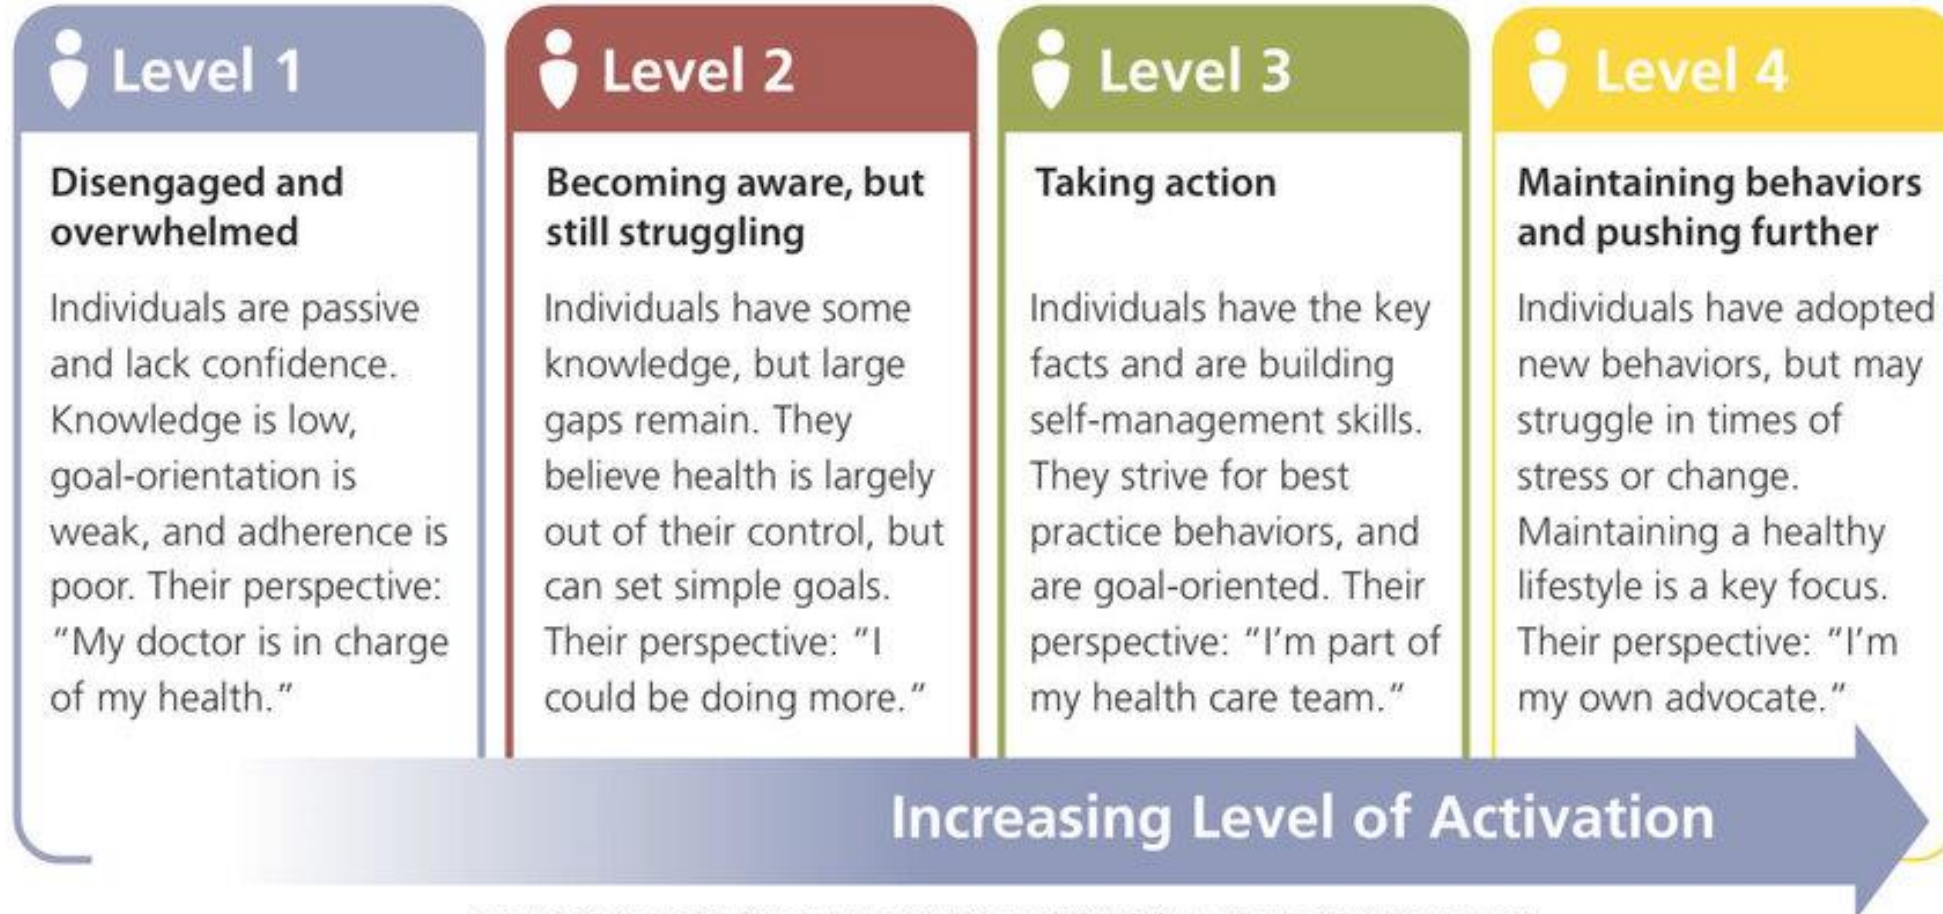 Level 1
Disengaged and
overwhelmed
Individuals are passive
and lack confidence.
Knowledge is low,
goal-orientation is
weak, and adherence is
poor. Their perspective:
“My doctor is in charge
of my health.”
Level 2
Becoming aware, but
still struggling
Individuals have some
knowledge, but large
gaps remain. They
believe health is largely
out of their control, but
can set simple goals.
Their perspective: “I
could be doing more.”
Level 3
Taking action
Individuals have the key
facts and are building
self-management skills.
They strive for best
practice behaviors, and
are goal-oriented. Their
perspective: “I’m part of
my health care team.”
Level 4
Maintaining behaviors
and pushing further
Individuals have adopted
new behaviors, but may
struggle in times of
stress or change.
Maintaining a healthy
lifestyle is a key focus.
Their perspective: “I’m
my own advocate.”
Increasing Level of Activation